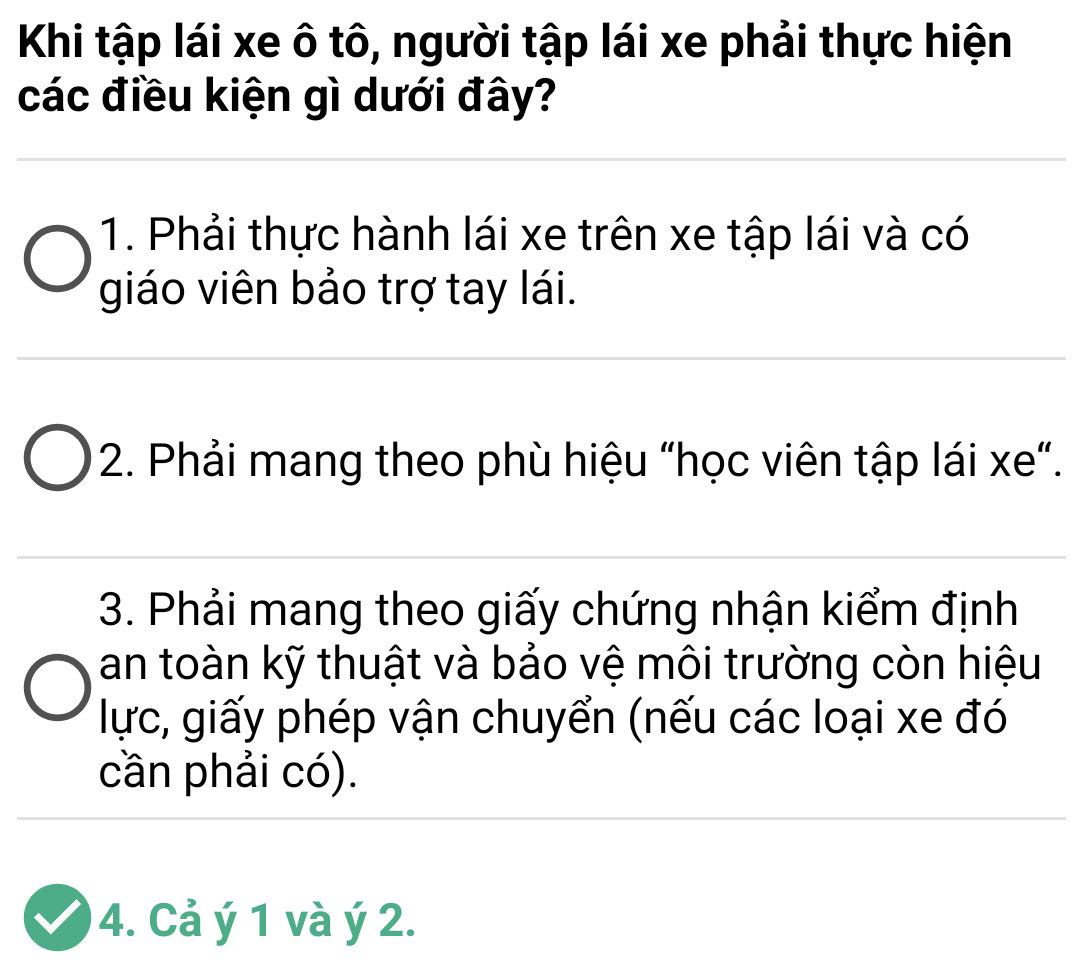 Khi tập lái xe ô tô, người tập lái xe phải thực hiện
các điều kiện gì dưới đây?
1. Phải thực hành lái xe trên xe tập lái và có
giáo viên bảo trợ tay lái.
2. Phải mang theo phù hiệu “học viên tập lái xe“.
3. Phải mang theo giấy chứng nhận kiểm định
an toàn kỹ thuật và bảo vệ môi trường còn hiệu
lực, giấy phép vận chuyển (nếu các loại xe đó
cần phải có).
4. Cả ý 1 và ý 2.